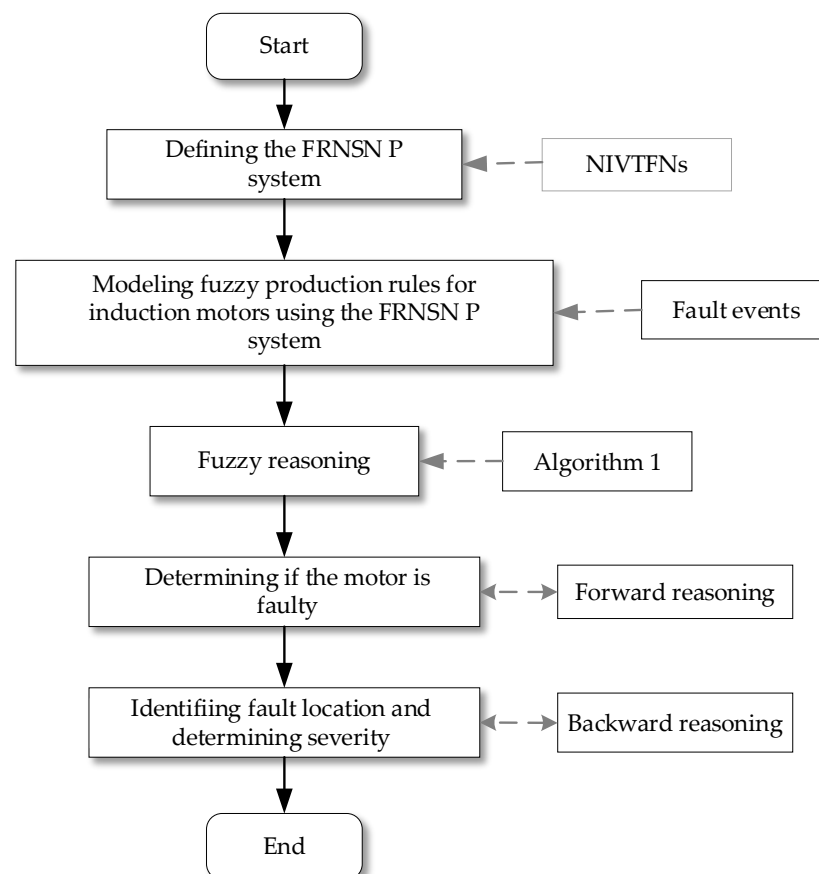 Start
Defining the FRNSN P
system
NIVTFNs
Modeling fuzzy production rules for
induction motors using the FRNSN P
system
Fault events
Fuzzy reasoning
Algorithm 1
Determining if the motor is
faulty
Forward reasoning
Identifiing fault location and
determining severity
Backward reasoning
End